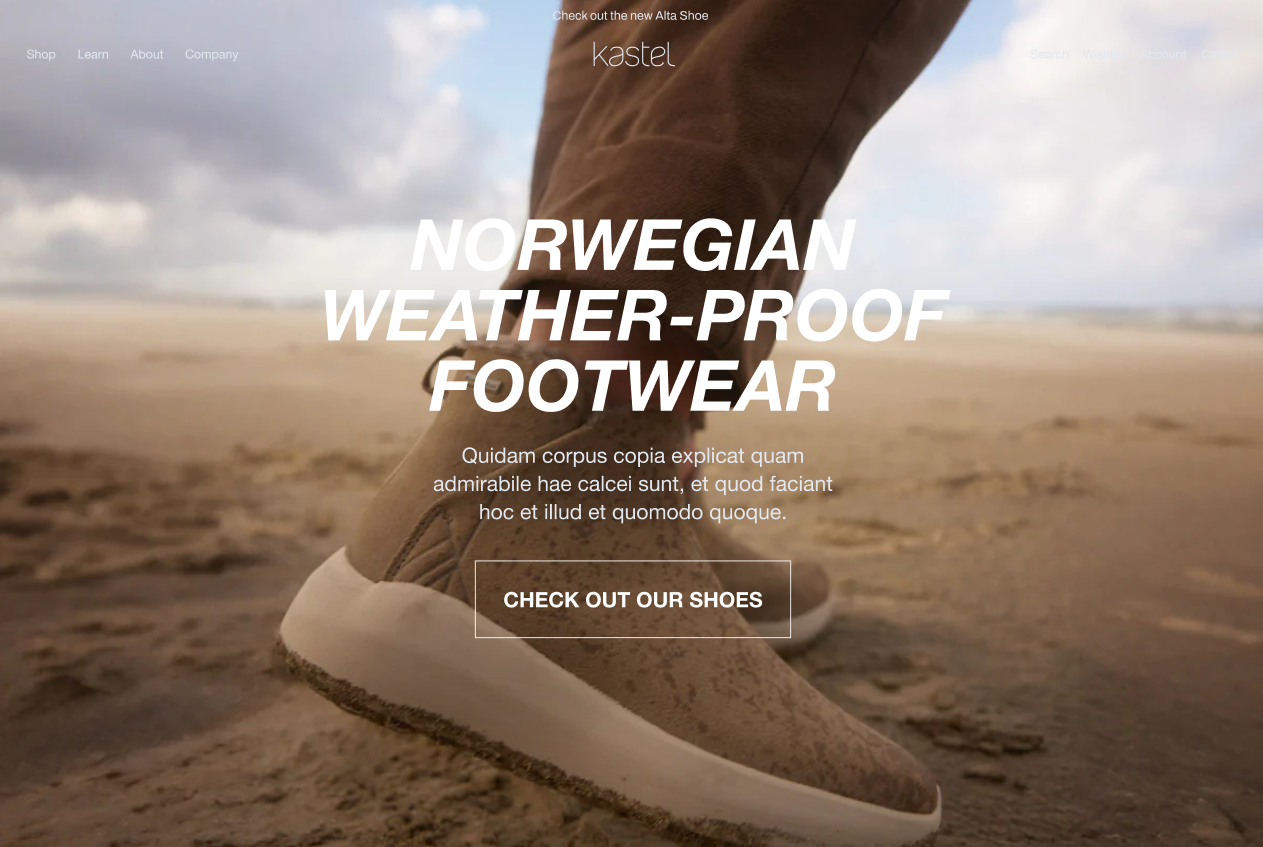 Check out the new Alta Shoe
Shop Learn About Company
kastel
Search Account
NORWEGIAN
WEATHER-PROOF
FOOTWEAR
Quidam corpus copia explicat quam
admirabile hae calcei sunt, et quod faciant
hoc et illud et quomodo quoque.
CHECK OUT OUR SHOES